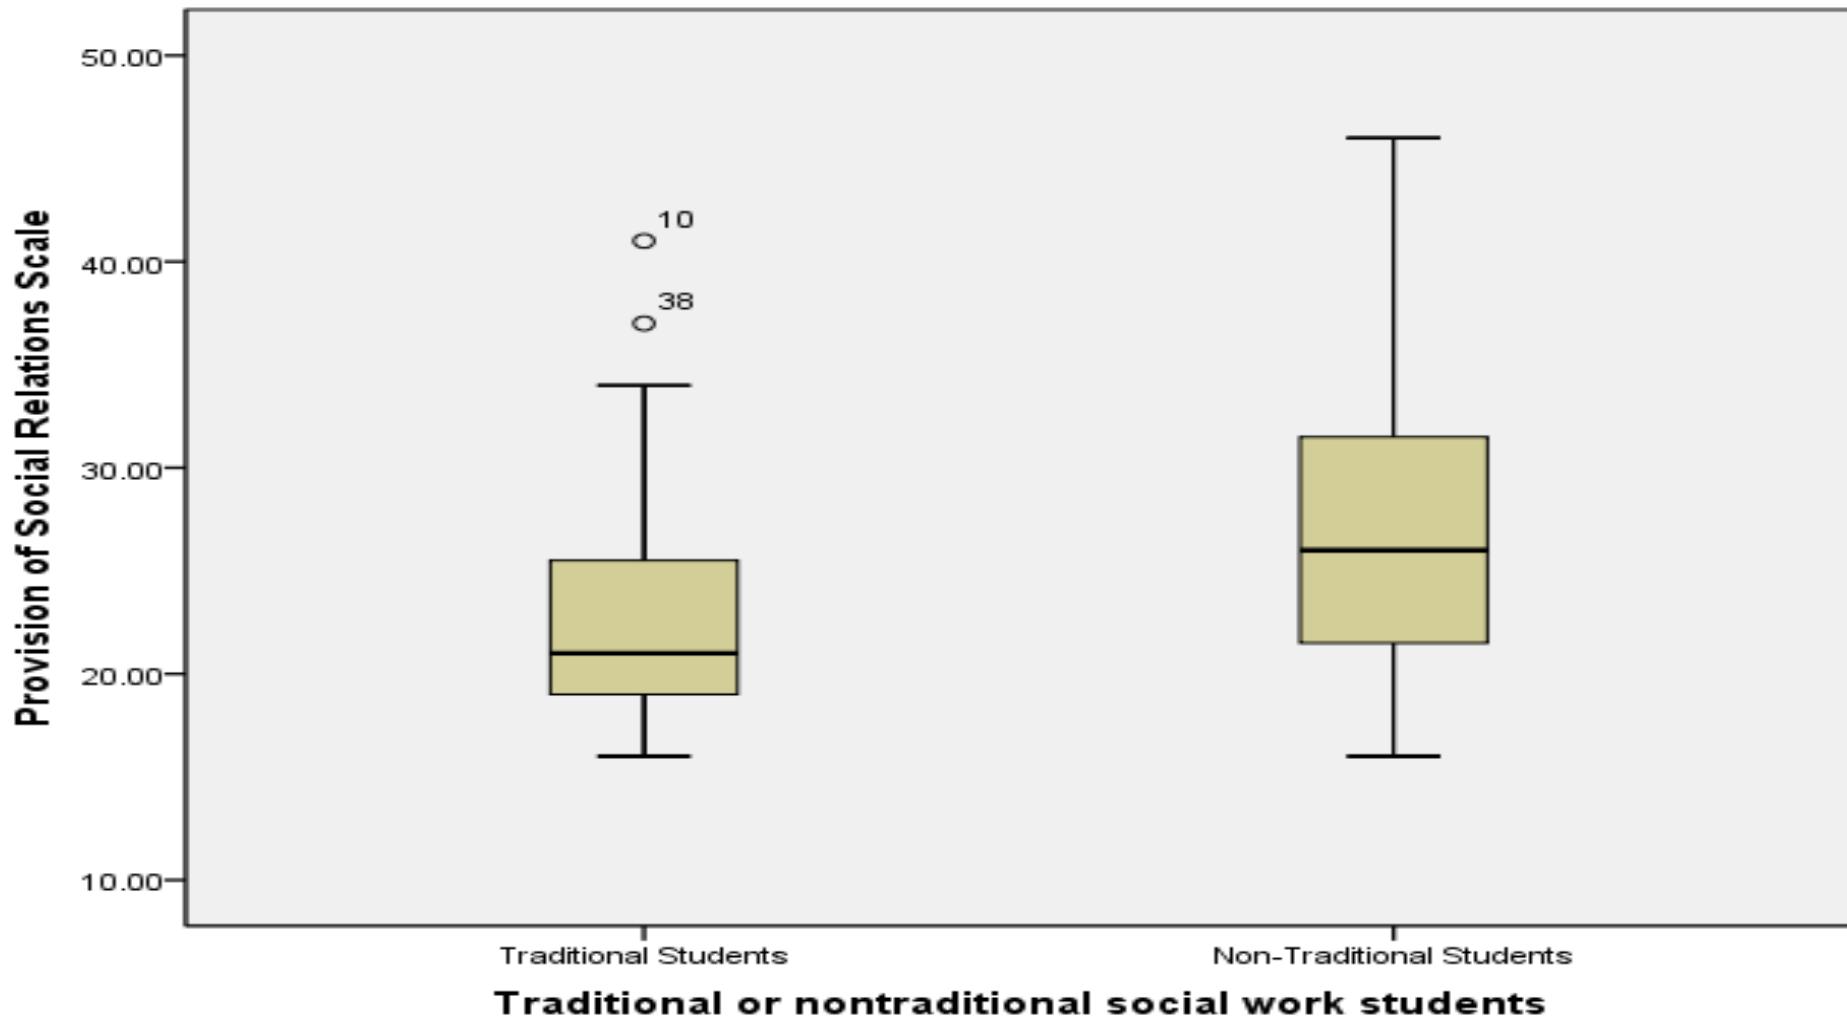 Provision of Social Relations Scale
50.00
40.00
30.00
20.00
10.00
10
38
Traditional Students
Non-Traditional Students
Traditional or nontraditional social work students